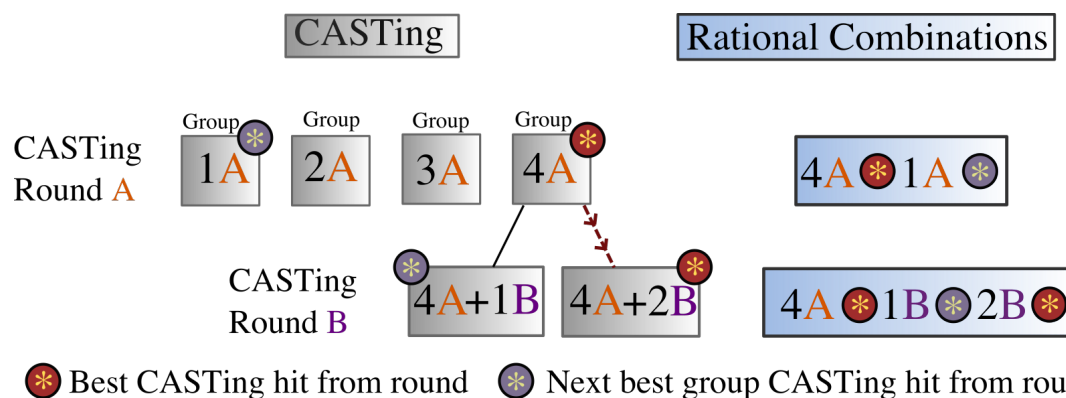 CASTing
Rational Combinations
Group
Group
Group
Group
CASTing
Round A
1A*
2A
3A
4A*
4A * 1A *
CASTing
Round B
*4A+1B
4A+2B*
4A * 1B * 2B *
* Best CASTing hit from round
* Next best group CASTing hit from rou